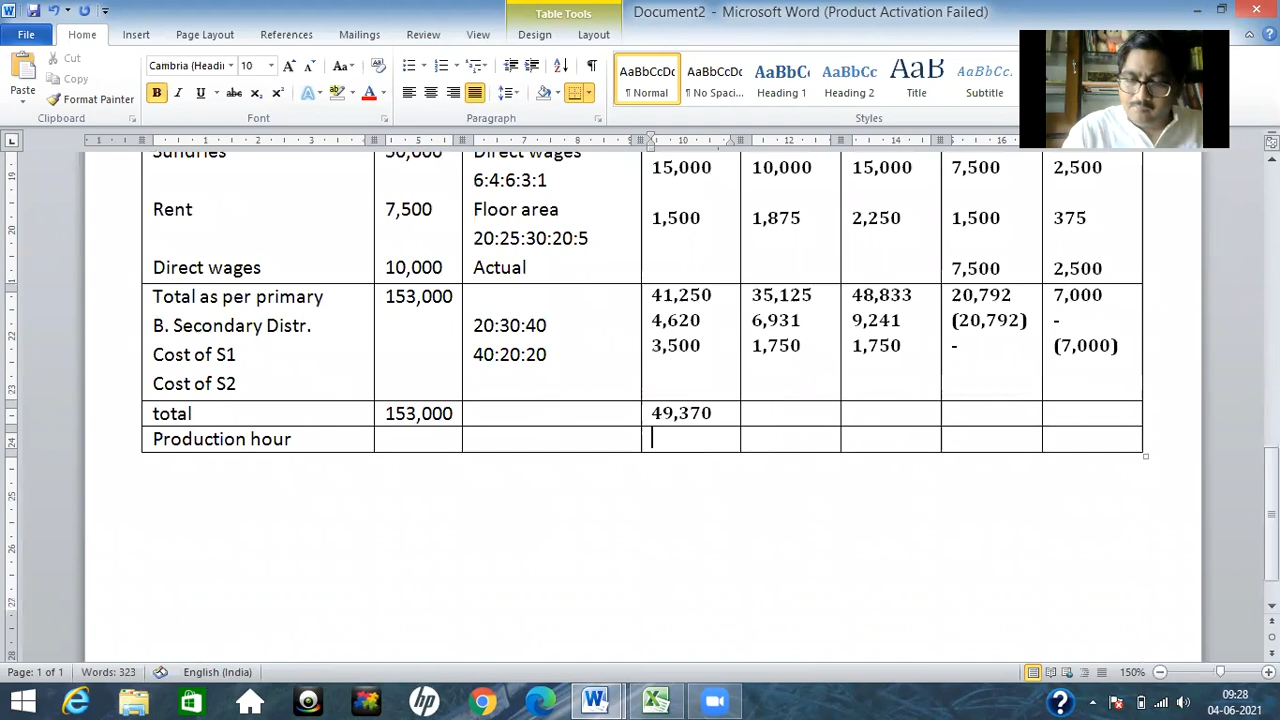 Table Tools
Document2 - Microsoft Word (Product Activation Failed)
File Home Insert Page Layout References Mailings Review View Design Layout
Paste
Cut
Copy
Format Painter
Clipboard
Cambria (Headi 10
Font
Paragraph
AaBbCcDc AaBbCcDc AaBbCc AaBbCc AaB AaBbCcDc
¶ Normal ¶ No Spaci... Heading 1 Heading 2 Title Subtitle
Styles
Sundries 50,000 Direct wages 15,000 10,000 15,000 7,500 2,500
6:4:6:3:1
Rent 7,500 Floor area 1,500 1,875 2,250 1,500 375
20:25:30:20:5
Direct wages 10,000 Actual 7,500 2,500
Total as per primary 153,000 41,250 35,125 48,833 20,792 7,000
B. Secondary Distr. 20:30:40 4,620 6,931 9,241 (20,792) -
Cost of S1 40:20:20 3,500 1,750 1,750 - (7,000)
Cost of S2
total 153,000 49,370
Production hour
Page: 1 of 1 Words: 323 English (India) 150%
09:28
04-06-2021